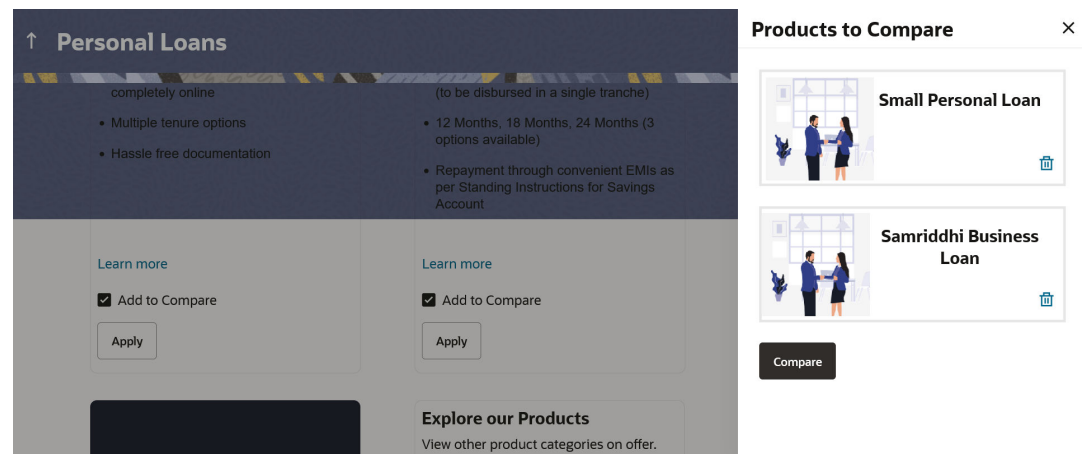 ↑ Personal Loans
completely online
• Multiple tenure options
• Hassle free documentation
Learn more
Add to Compare
Apply
(to be disbursed in a single tranche)
• 12 Months, 18 Months, 24 Months (3
options available)
• Repayment through convenient EMIs as
per Standing Instructions for Savings
Account
Learn more
Add to Compare
Apply
Explore our Products
View other product categories on offer.
Products to Compare
Small Personal Loan
Samriddhi Business
Loan
Compare